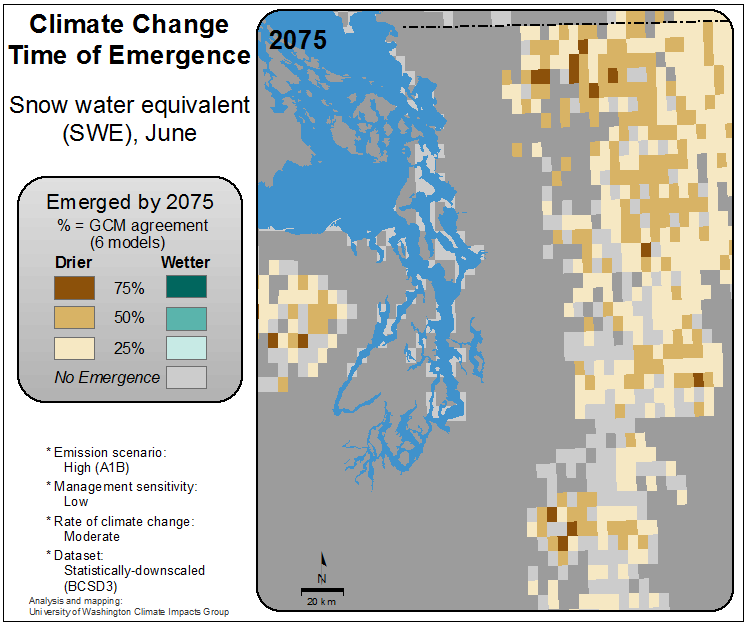 Climate Change
Time of Emergence
Snow water equivalent
(SWE), June
Emerged by 2075
% = GCM agreement
(6 models)
Drier Wetter
75%
50%
25%
No Emergence
* Emission scenario:
High (A1B)
* Management sensitivity:
Low
* Rate of climate change:
Moderate
* Dataset:
Statistically-downscaled
(BCSD3)
Analysis and mapping:
University of Washington Climate Impacts Group
2075
N
20 km